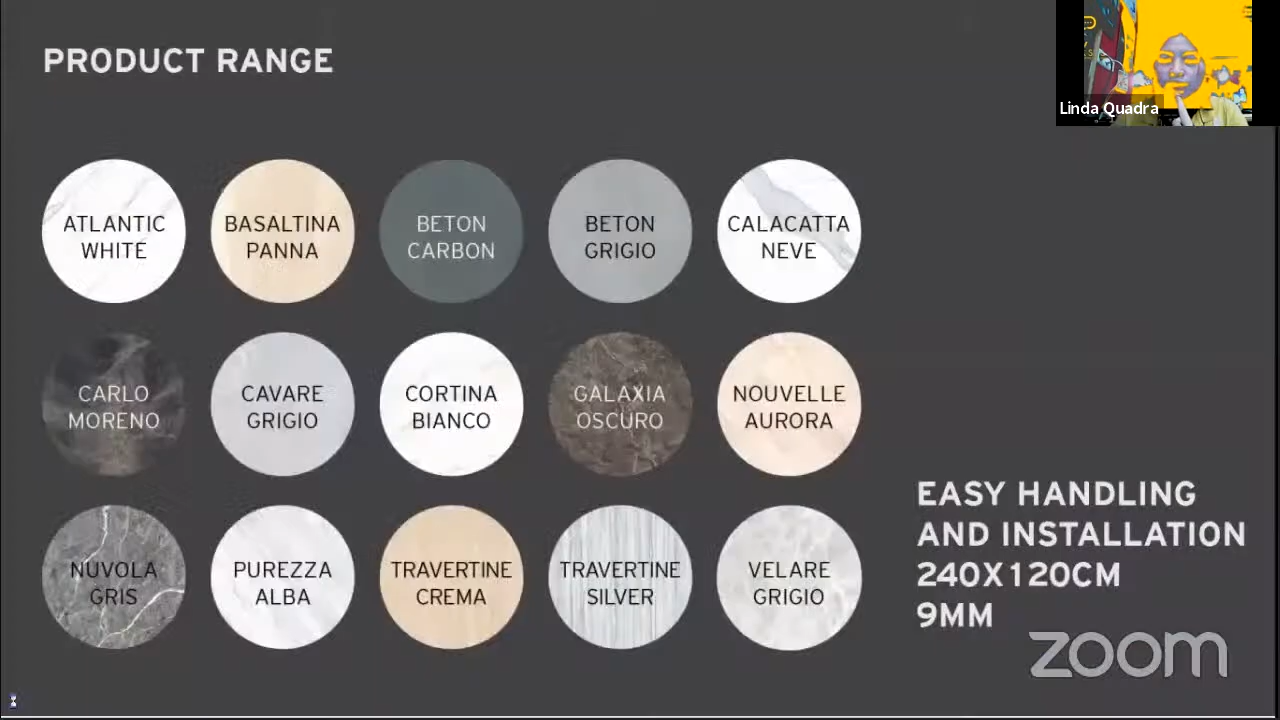 PRODUCT RANGE
Linda Quadra
ATLANTIC
WHITE
BASALTINA
PANNA
BETON
CARBON
BETON
GRIGIO
CALACATTA
NEVE
CARLO
MORENO
CAVARE
GRIGIO
CORTINA
BIANCO
GALAXIA
OSCURO
NOUVELLE
AURORA
NUVOLA
GRIS
PUREZZA
ALBA
TRAVERTINE
CREMA
TRAVERTINE
SILVER
VELARE
GRIGIO
EASY HANDLING
AND INSTALLATION
240X120CM
9MM
zoom